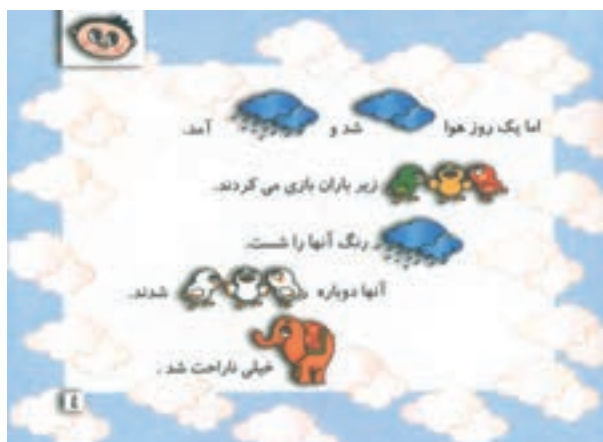 اما یک روز هوا شد و آمد.
زیر باران بازی می کردند.
رنگ آنها را شست.
آنها دوباره شدند.
خیلی ناراحت شد.
٤